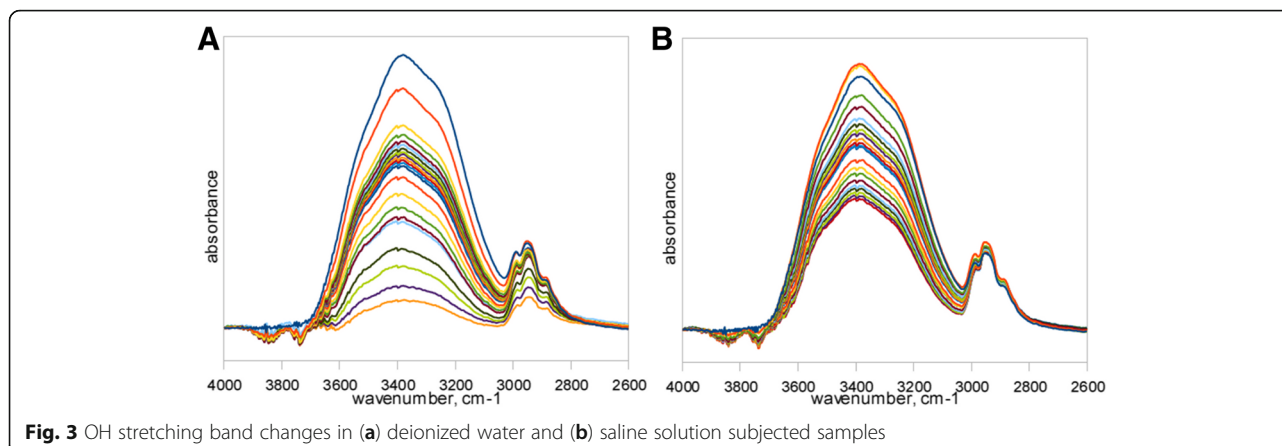 A
B
absorbance
absorbance
4000 3800 3600 3400 3200 3000 2800 2600
wavenumber, cm-1
4000 3800 3600 3400 3200 3000 2800 2600
wavenumber, cm-1
Fig. 3 OH stretching band changes in (a) deionized water and (b) saline solution subjected samples